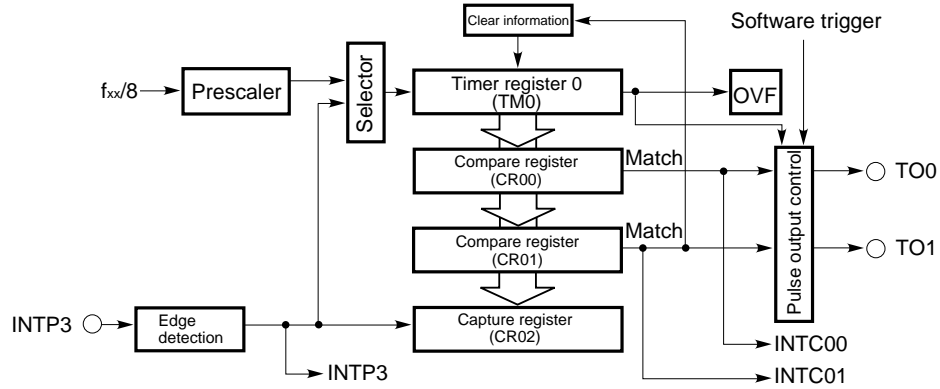 Clear information
Software trigger
fxx/8
Prescaler
Selector
Timer register 0
(TM0)
OVF
Compare register
(CR00)
Match
Pulse output control
TO0
Compare register
(CR01)
Match
TO1
INTP3
Edge
detection
Capture register
(CR02)
INTC00
INTP3
INTC01